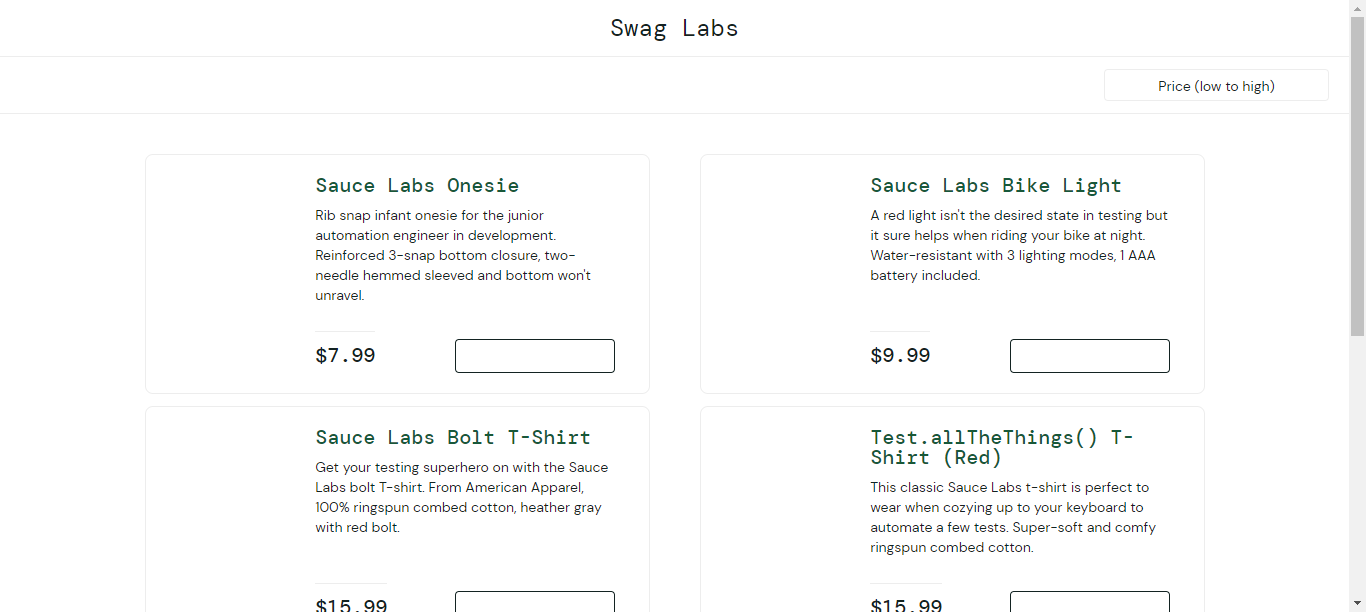 Swag Labs
Price (low to high)
Sauce Labs Onesie
Rib snap infant onesie for the junior
automation engineer in development.
Reinforced 3-snap bottom closure, two-
needle hemmed sleeved and bottom won't
unravel.
$7.99
Sauce Labs Bike Light
A red light isn't the desired state in testing but
it sure helps when riding your bike at night.
Water-resistant with 3 lighting modes, 1 AAA
battery included.
$9.99
Sauce Labs Bolt T-Shirt
Get your testing superhero on with the Sauce
Labs bolt T-shirt. From American Apparel,
100% ringspun combed cotton, heather gray
with red bolt.
$15.99
Test.allTheThings() T-
Shirt (Red)
This classic Sauce Labs t-shirt is perfect to
wear when cozying up to your keyboard to
automate a few tests. Super-soft and comfy
ringspun combed cotton.
$15.99